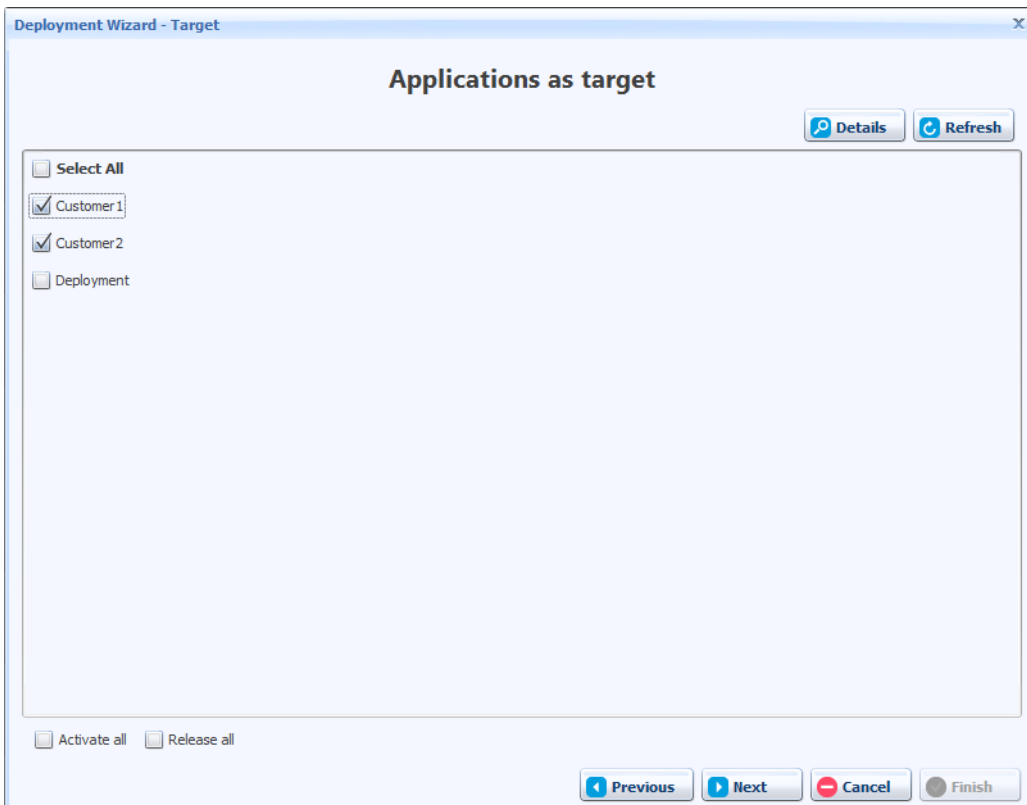 Deployment Wizard - Target
Applications as target
Details Refresh
Select All
Customer1
Customer2
Deployment
Activate all Release all
Previous Next Cancel Finish